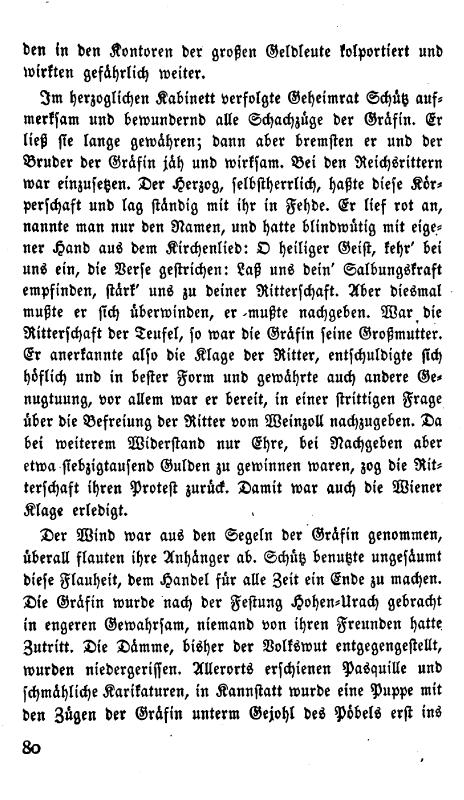 den in den Kontoren der großen Geldleute kolportiert und
wirkten gefährlich weiter.
Im herzoglichen Kabinett verfolgte Geheimrat Schütz auf-
merksam und bewundernd alle Schachzüge der Gräfin. Er
ließ sie lange gewähren; dann aber bremsten er und der
Bruder der Gräfin jäh und wirksam. Bei den Reichsrittern
war einzusetzen. Der Herzog, selbstherrlich, haßte diese Kör-
perschaft und lag ständig mit ihr in Fehde. Er lief rot an,
nannte man nur den Namen, und hatte blindwütig mit eige-
ner Hand aus dem Kirchenlied: O heiliger Geist, kehr' bei
uns ein, die Verse gestrichen: Laß uns dein' Salbungskraft
empfinden, stärk' uns zu deiner Ritterschaft. Aber diesmal
mußte er sich überwinden, er mußte nachgeben. War die
Ritterschaft der Teufel, so war die Gräfin seine Großmutter.
Er anerkannte also die Klage der Ritter, entschuldigte sich
höflich und in bester Form und gewährte auch andere Ge-
nugtuung, vor allem war er bereit, in einer strittigen Frage
über die Befreiung der Ritter vom Weinzoll nachzugeben. Da
bei weiterem Widerstand nur Ehre, bei Nachgeben aber
etwa siebzigtausend Gulden zu gewinnen waren, zog die Rit-
terschaft ihren Protest zurück. Damit war auch die Wiener
Klage erledigt.
Der Wind war aus den Segeln der Gräfin genommen,
überall flauten ihre Anhänger ab. Schütz benutzte ungesäumt
diese Flauheit, dem Handel für alle Zeit ein Ende zu machen.
Die Gräfin wurde nach der Festung Hohen-Urach gebracht
in engeren Gewahrsam, niemand von ihren Freunden hatte
Zutritt. Die Dämme, bisher der Volkswut entgegengestellt,
wurden niedergerissen. Allerorts erschienen Pasquille und
schmähliche Karikaturen, in Kannstatt wurde eine Puppe mit
den Zügen der Gräfin unterm Gejohl des Pöbels erst ins
80